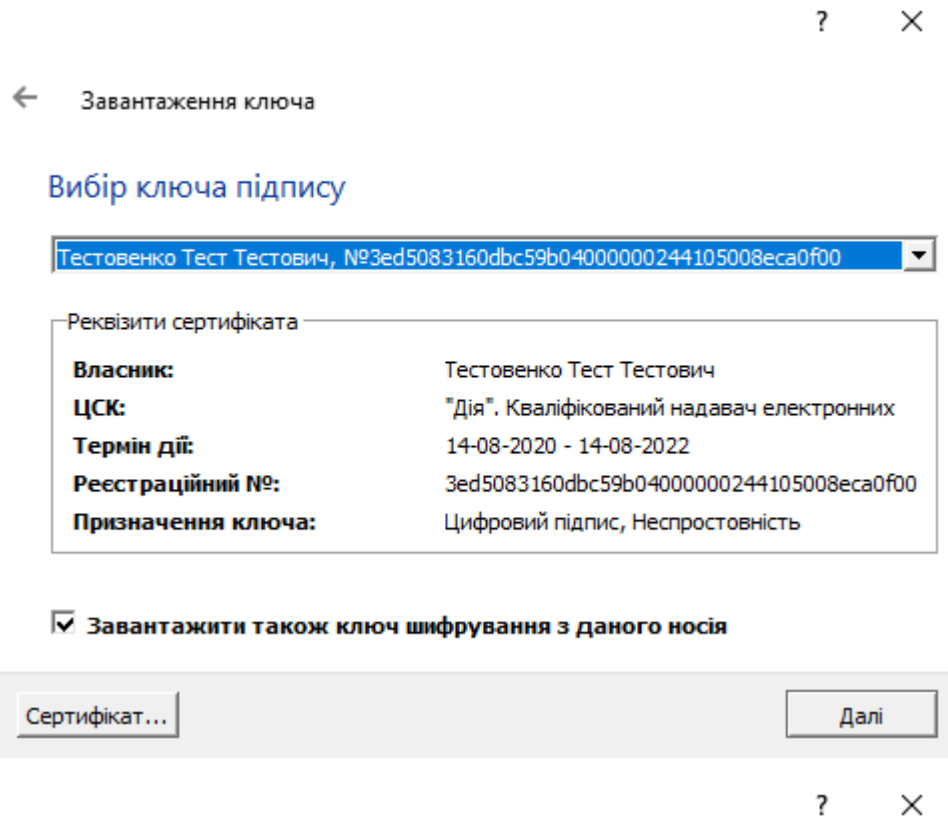 ?
Завантаження ключа
Вибір ключа підпису
Тестовенко Тест Тестович, №3ed5083160dbc59b04000000244105008eca0f00
Реквізити сертифіката
Власник: Тестовенко Тест Тестович
ЦСК: "Дія". Кваліфікований надавач електронних
Термін дії: 14-08-2020 - 14-08-2022
Реєстраційний №: 3ed5083160dbc59b04000000244105008eca0f00
Призначення ключа: Цифровий підпис, Неспростовність
Завантажити також ключ шифрування з даного носія
Сертифікат... Далі
?